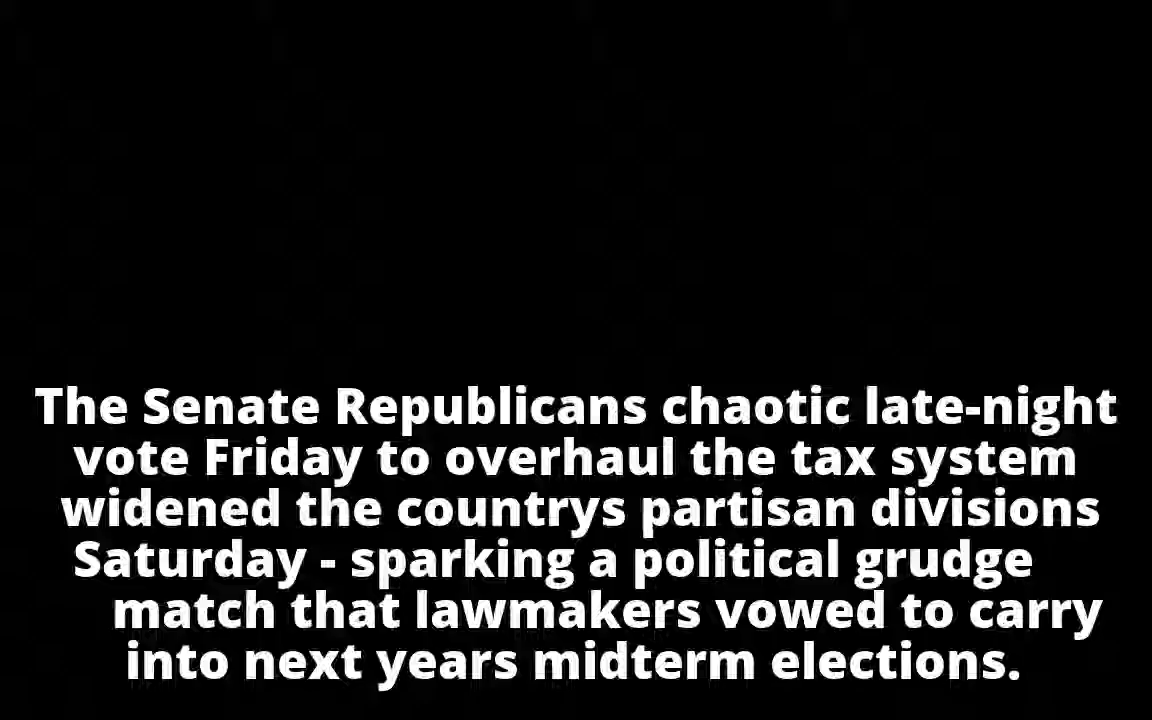 The Senate Republicans chaotic late-night
vote Friday to overhaul the tax system
widened the countrys partisan divisions
Saturday - sparking a political grudge
match that lawmakers vowed to carry
into next years midterm elections.